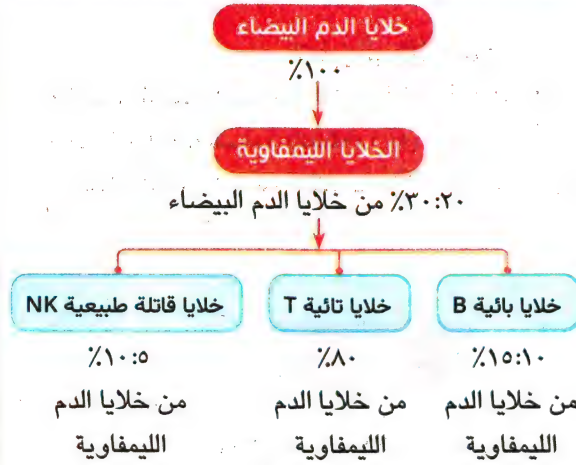 خلايا الدم البيضاء
٪١٠٠
الخلايا الليمفاوية
٣٠:٢٠٪ من خلايا الدم البيضاء
خلايا بائية B
خلايا تائية T
خلايا قاتلة طبيعية NK
١٥:١٠٪
من خلايا الدم
الليمفاوية
٨٠٪
من خلايا الدم
الليمفاوية
١٠:٥٪
من خلايا الدم
الليمفاوية